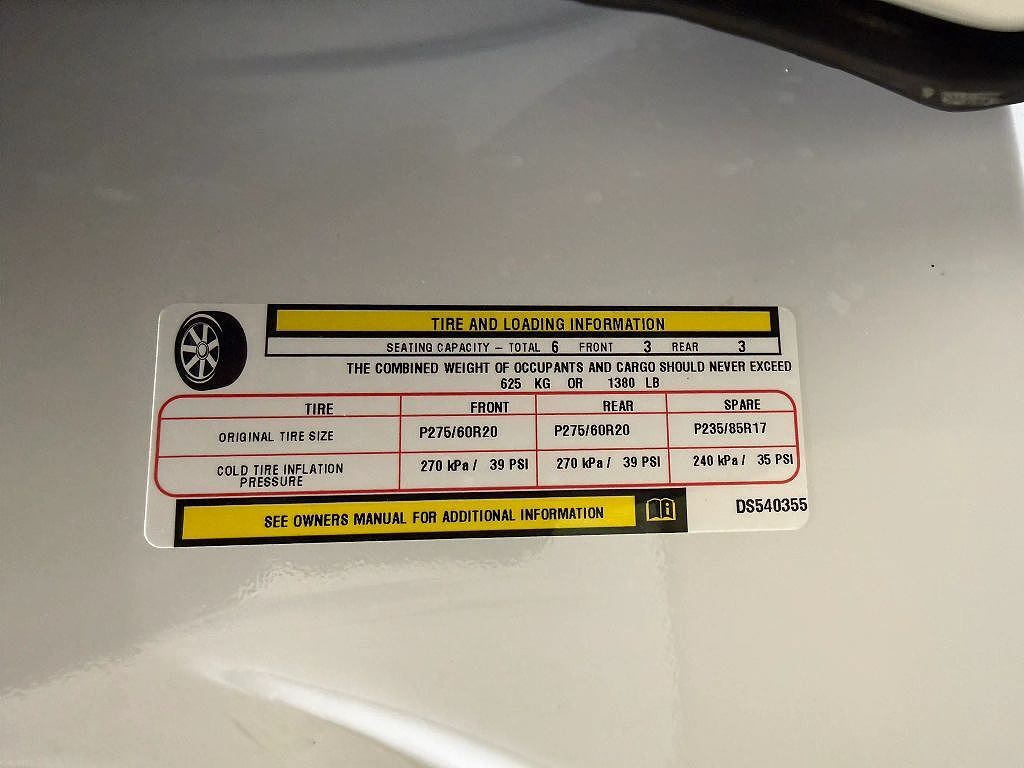 TIRE AND LOADING INFORMATION
SEATING CAPACITY – TOTAL 6 FRONT 3 REAR 3
THE COMBINED WEIGHT OF OCCUPANTS AND CARGO SHOULD NEVER EXCEED
625 KG OR 1380 LB
TIRE FRONT REAR SPARE
ORIGINAL TIRE SIZE P275/60R20 P275/60R20 P235/85R17
COLD TIRE INFLATION PRESSURE 270 kPa / 39 PSI 270 kPa / 39 PSI 240 kPa / 35 PSI
SEE OWNERS MANUAL FOR ADDITIONAL INFORMATION
DS540355